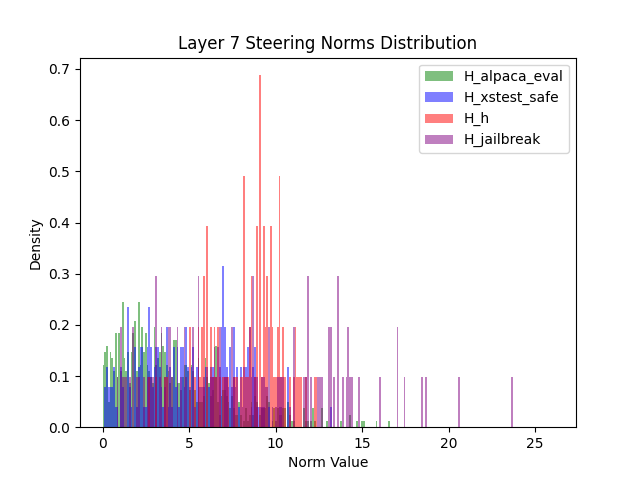 Layer 7 Steering Norms Distribution
H_alpaca_eval
H_xstest_safe
H_h
H_jailbreak
Density
0.7
0.6
0.5
0.4
0.3
0.2
0.1
0.0
0 5 10 15 20 25
Norm Value